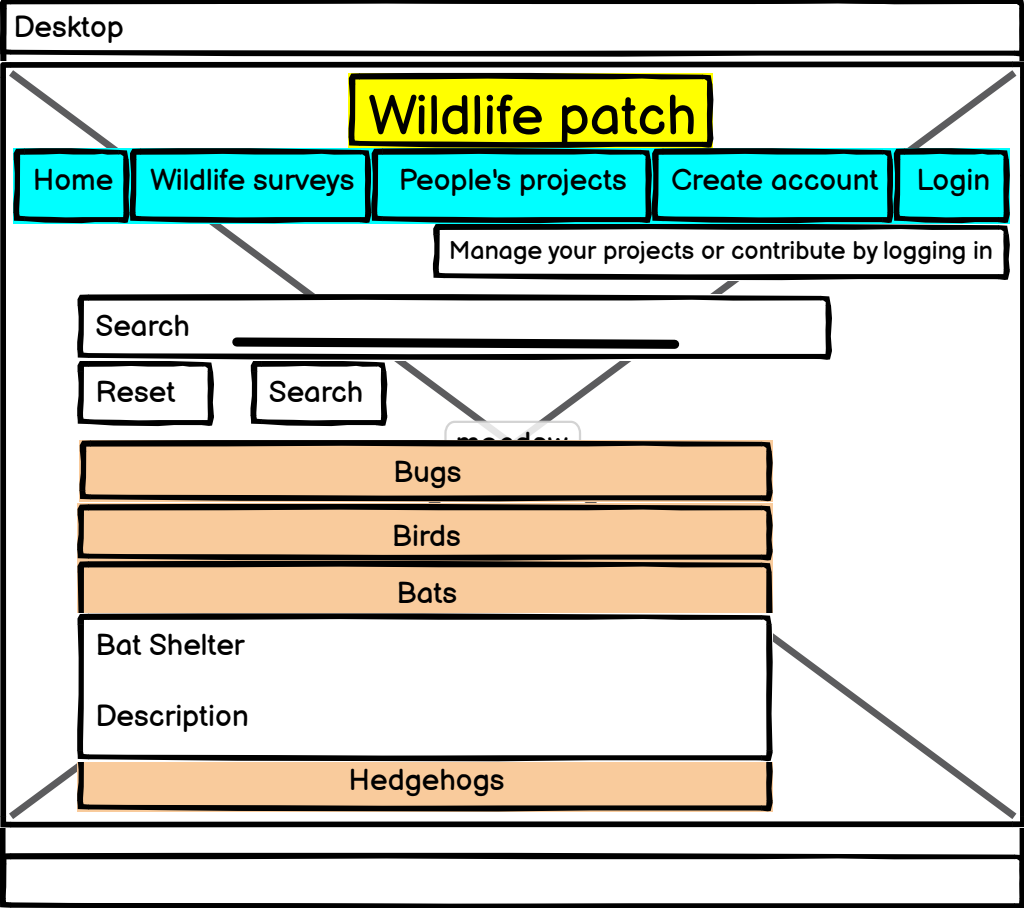 Desktop
Wildlife patch
Home Wildlife surveys People's projects Create account Login
Manage your projects or contribute by logging in
Search
Reset Search
meadow
Bugs
Birds
Bats
Bat Shelter
Description
Hedgehogs